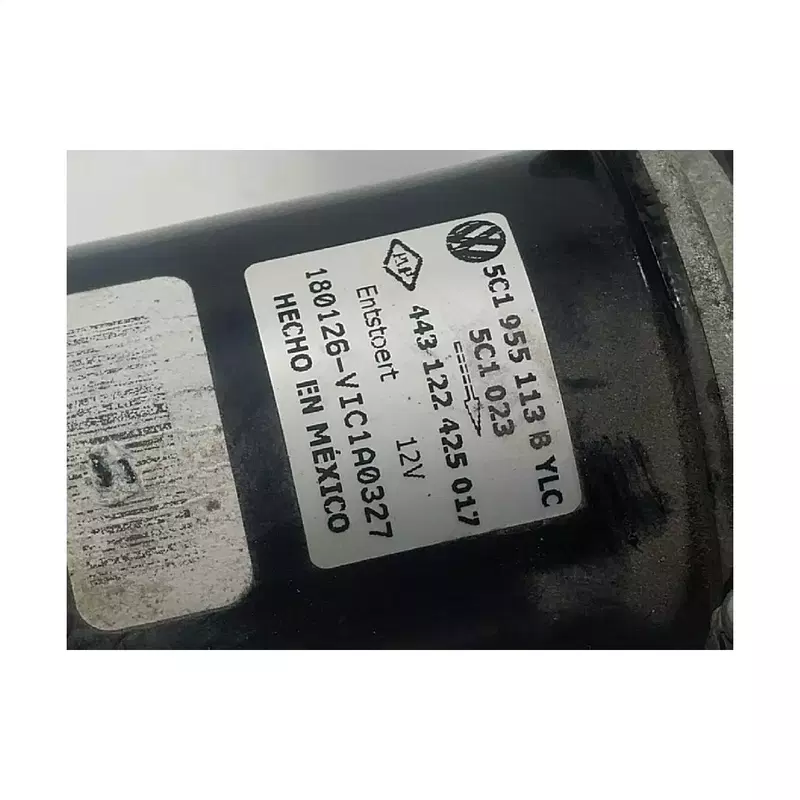 5C1 955 113 B YLC
5C1 023
443 122 425 017
Entstoert 12V
180126-VIC1A0327
HECHO EN MÉXICO